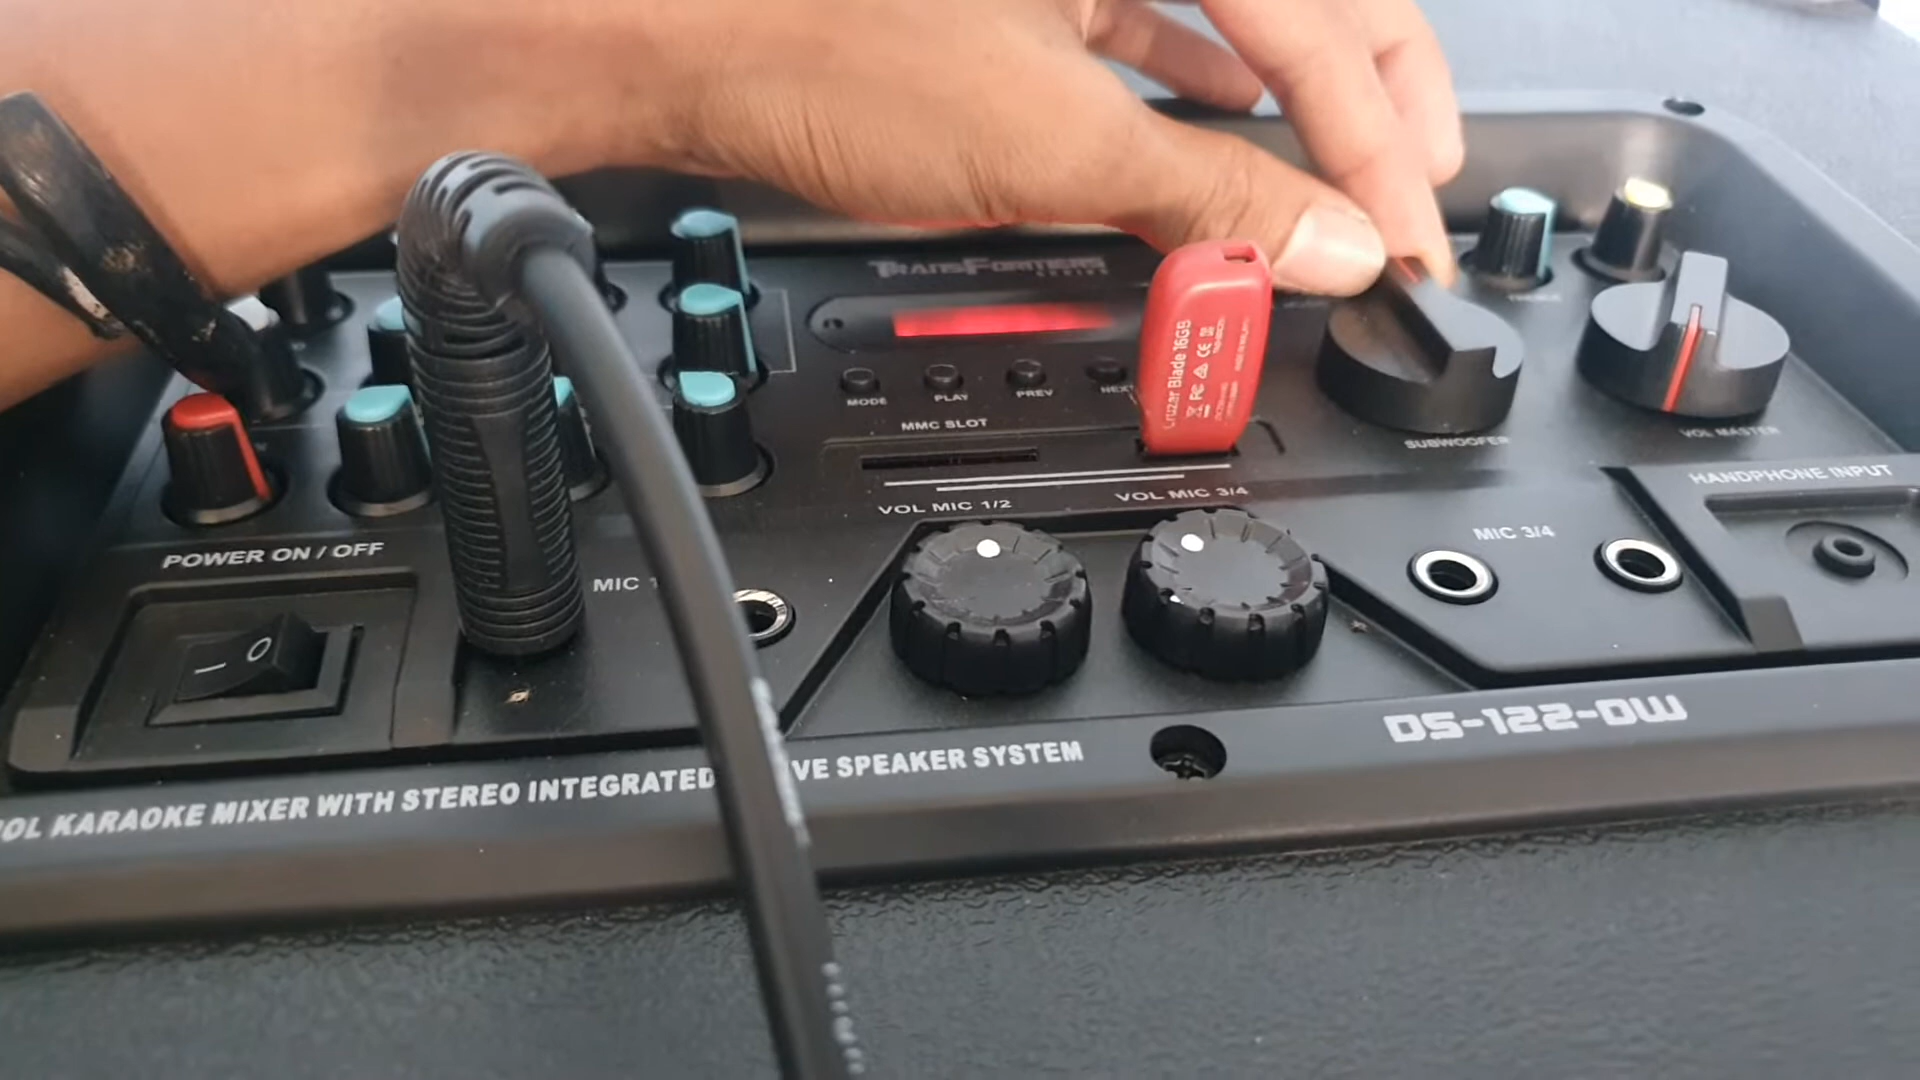 TRANSFORMERS
SERIES
MODE
PLAY
PREV
NEXT
MMC SLOT
Cruzer Blade 16GB
SUBWOOFER
VOL MASTER
VOL MIC 1/2
VOL MIC 3/4
HANDPHONE INPUT
MIC 3/4
POWER ON / OFF
MIC 1
DS-122-DW
KARAOKE MIXER WITH STEREO INTEGRATED
SPEAKER SYSTEM